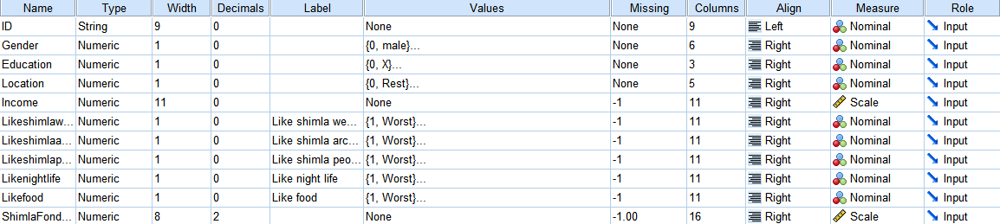 Name Type Width Decimals Label Values Missing Columns Align Measure Role
ID String 9 0 None None 9 Left Nominal Input
Gender Numeric 1 0 {0, male}... None 6 Right Nominal Input
Education Numeric 1 0 {0, X}... None 3 Right Nominal Input
Location Numeric 1 0 {0, Rest}... None 5 Right Nominal Input
Income Numeric 11 0 None -1 11 Right Scale Input
Likeshimlaw... Numeric 1 0 Like shimla we... {1, Worst}... -1 11 Right Nominal Input
Likeshimlaa... Numeric 1 0 Like shimla arc... {1, Worst}... -1 11 Right Nominal Input
Likeshimlap... Numeric 1 0 Like shimla peo... {1, Worst}... -1 11 Right Nominal Input
Likenightlife Numeric 1 0 Like night life {1, Worst}... -1 11 Right Nominal Input
Likefood Numeric 1 0 Like food {1, Worst}... -1 11 Right Nominal Input
ShimlaFond... Numeric 8 2 None -1.00 16 Right Scale Input